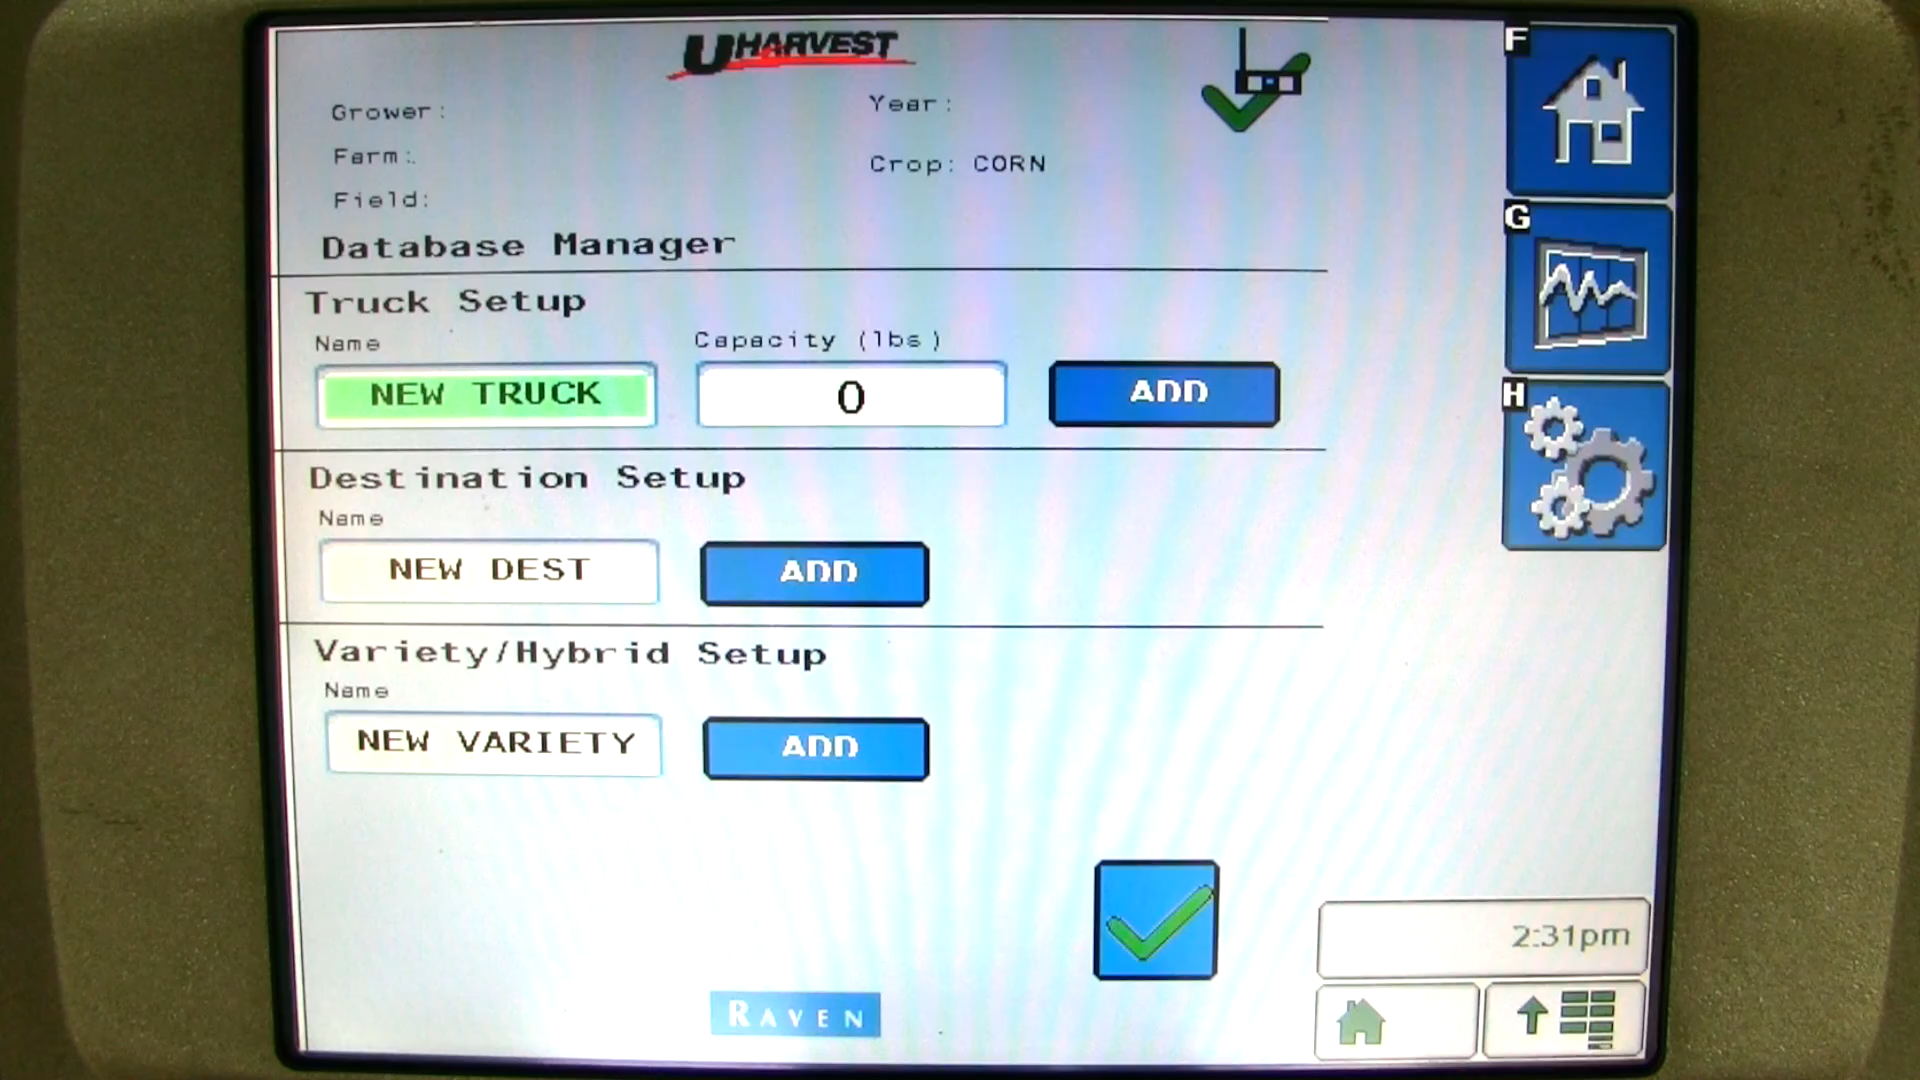 UHARVEST
Grower:
Year:
Farm:
Crop: CORN
Field:
Database Manager
Truck Setup
Name
Capacity (lbs)
NEW TRUCK
0
ADD
Destination Setup
Name
NEW DEST
ADD
Variety/Hybrid Setup
Name
NEW VARIETY
ADD
RAVEN
F
G
H
2:31pm